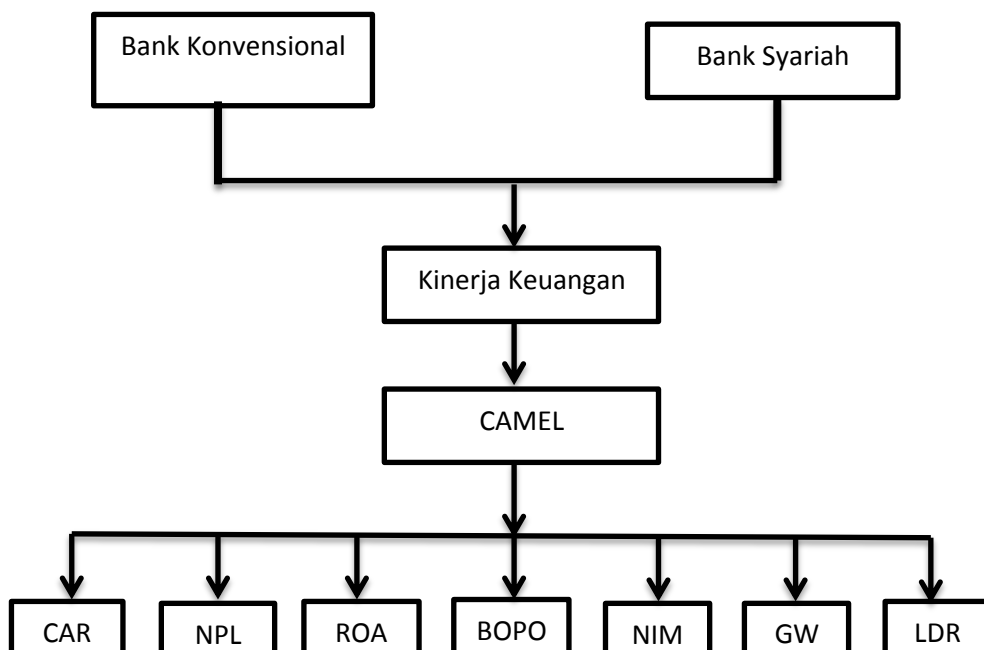 Bank Konvensional
Bank Syariah
Kinerja Keuangan
CAMEL
CAR
NPL
ROA
BOPO
NIM
GW
LDR